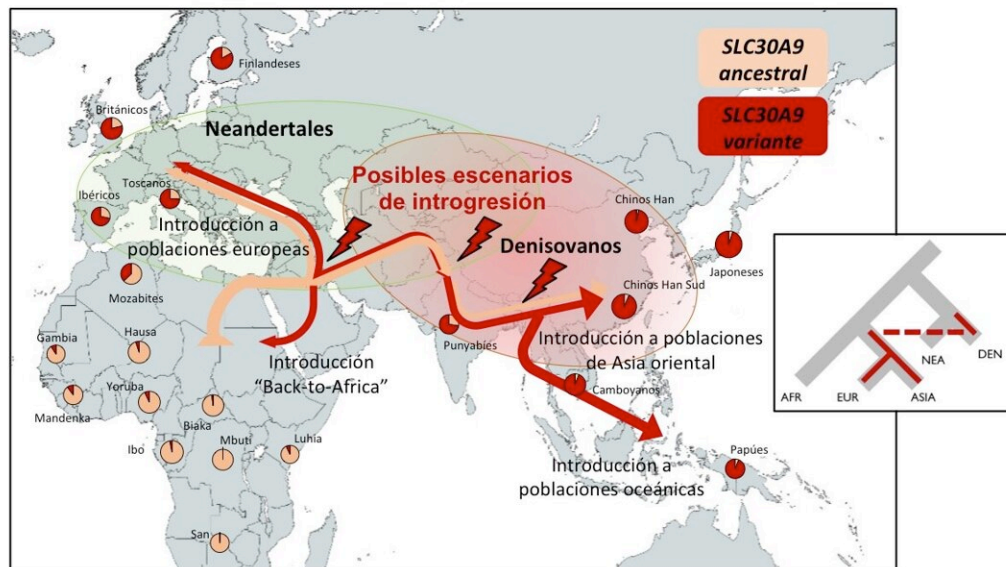 SLC30A9
ancestral
SLC30A9
variante
Finlandeses
Británicos
Neandertales
Posibles escenarios
de introgresión
Ibéricos
Toscanos
Chinos Han
Introducción a
poblaciones europeas
Denisovanos
Japoneses
Mozabites
Chinos Han Sud
Punyabíes
Gambia
Hausa
Introducción
“Back-to-Africa”
Introducción a poblaciones
de Asia oriental
Mandenka
Yoruba
Biaka
Camboyanos
Ibo
Mbuti
Luhia
Introducción a
poblaciones oceánicas
Papúes
San
NEA
DEN
AFR
EUR
ASIA